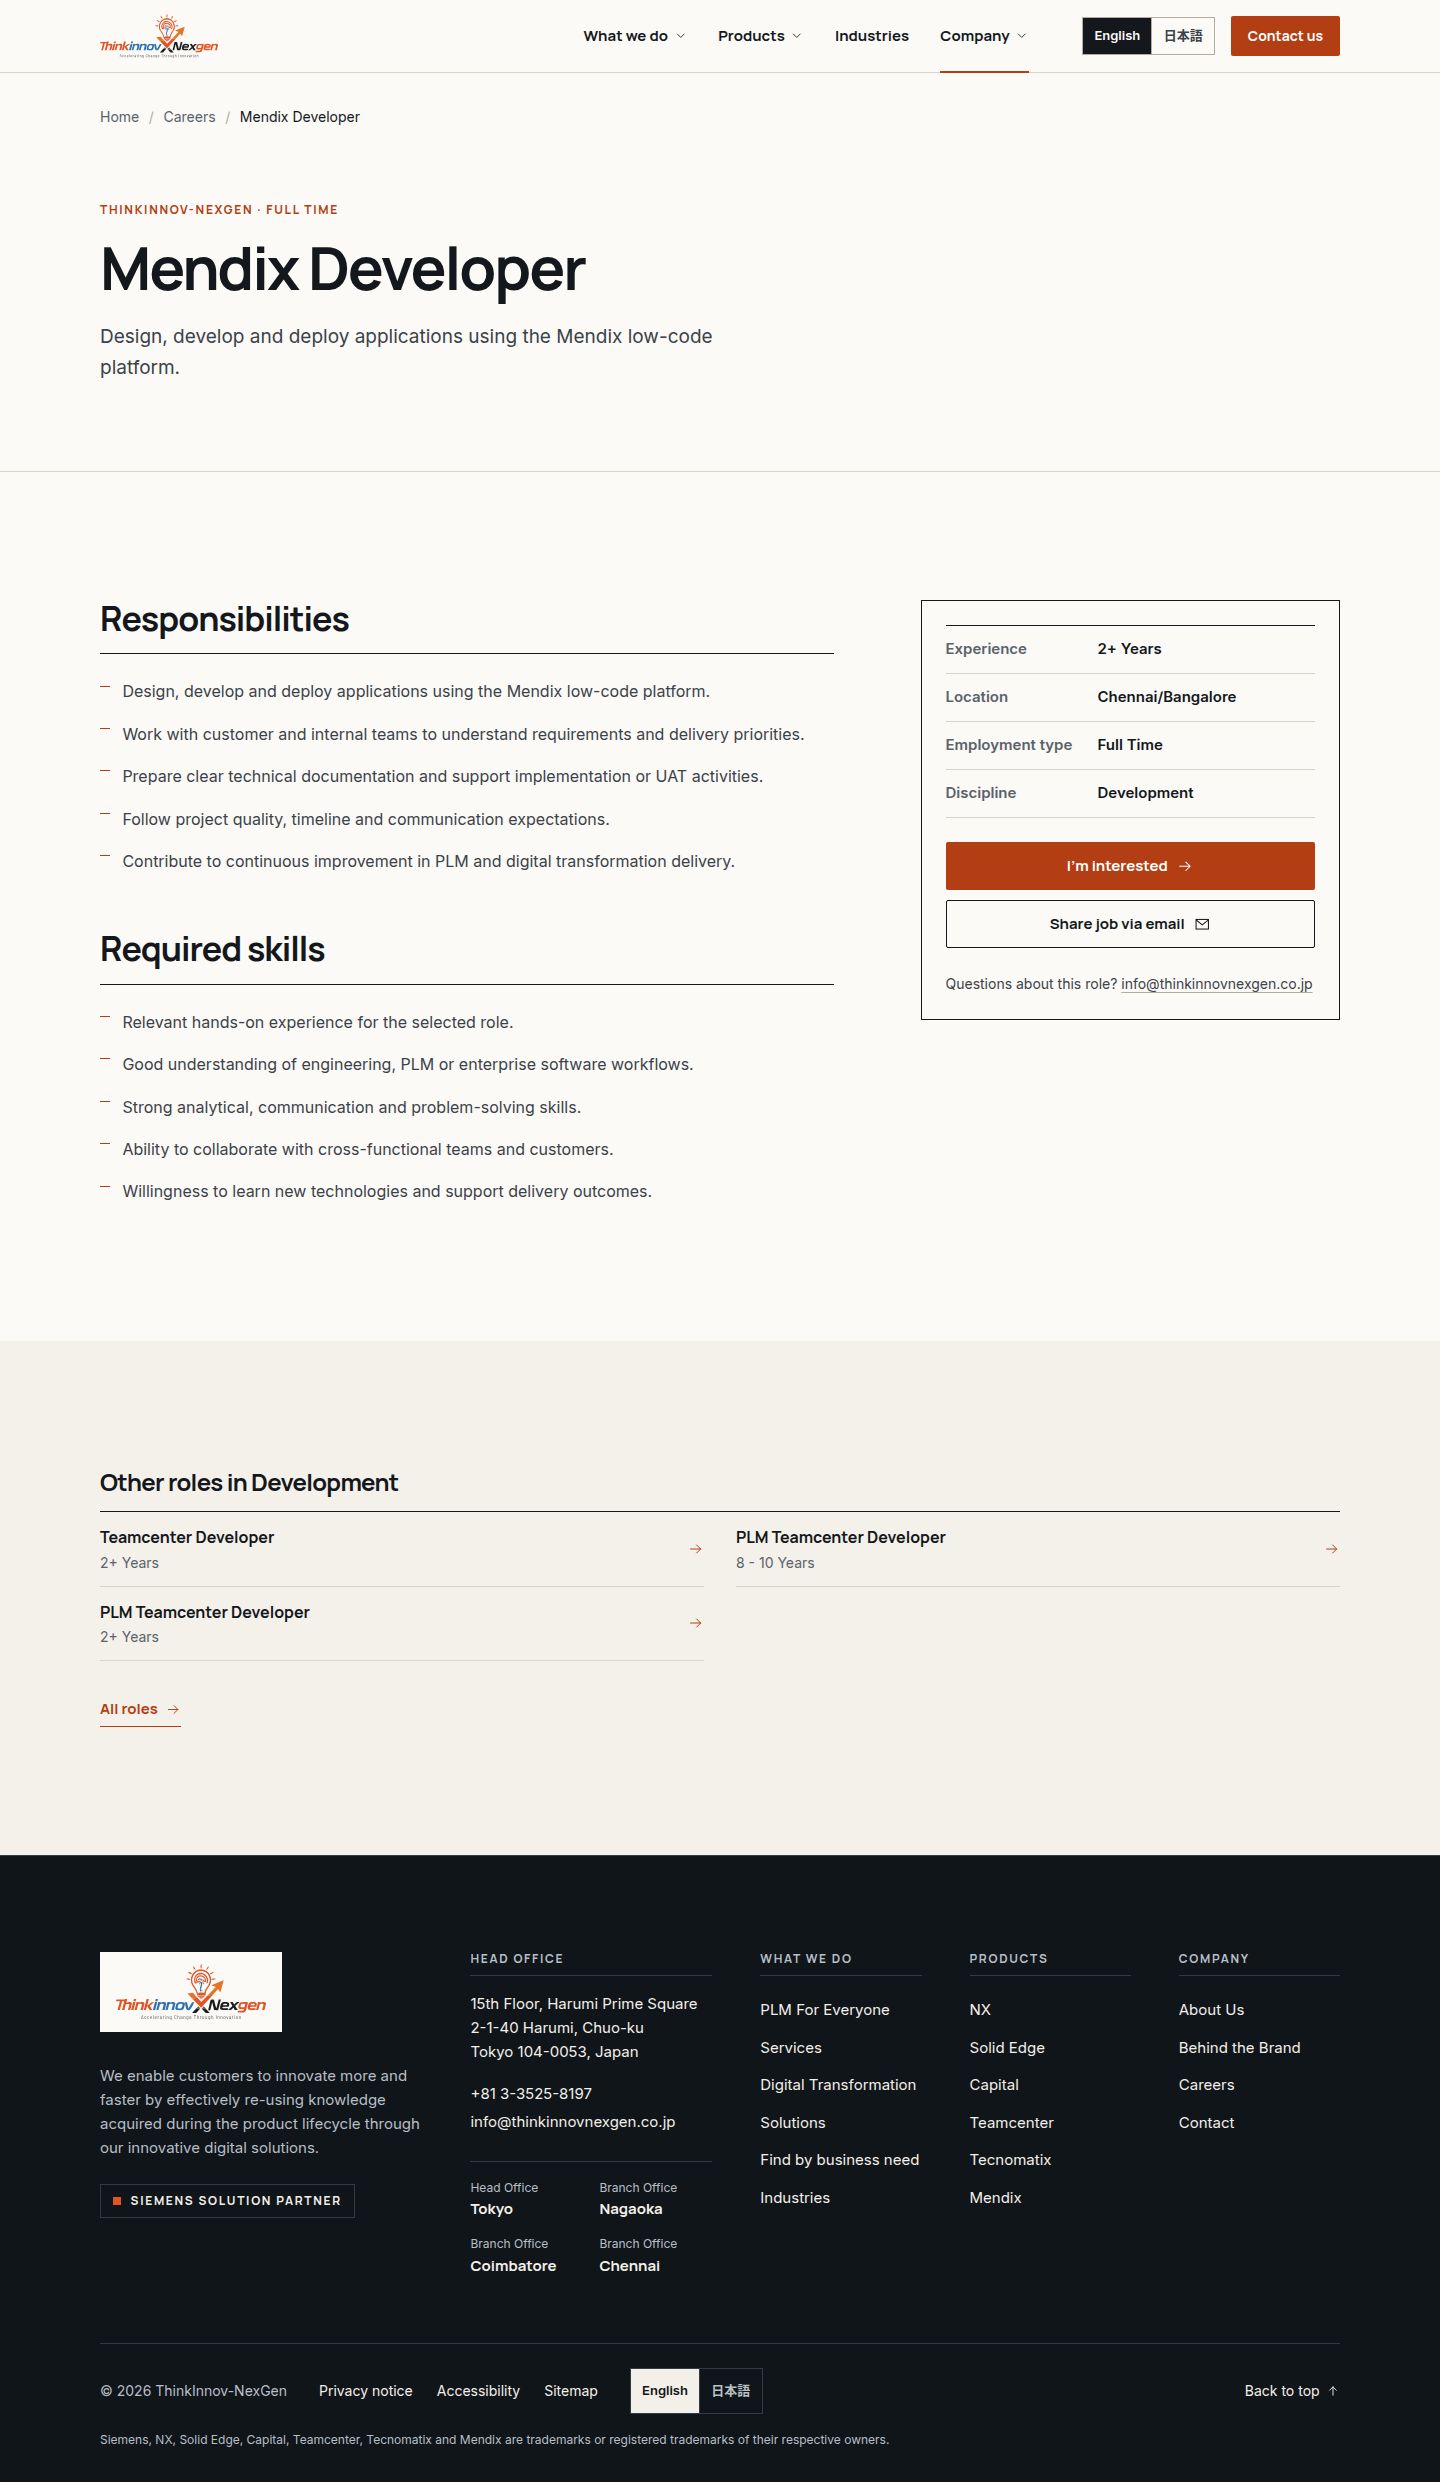 ThinkinnovXNexgen
Accelerating Change Through Innovation
What we do
Products
Industries
Company
English
日本語
Contact us
Home / Careers / Mendix Developer
THINKINNOV-NEXGEN · FULL TIME
Mendix Developer
Design, develop and deploy applications using the Mendix low-code
platform.
Responsibilities
Design, develop and deploy applications using the Mendix low-code platform.
Work with customer and internal teams to understand requirements and delivery priorities.
Prepare clear technical documentation and support implementation or UAT activities.
Follow project quality, timeline and communication expectations.
Contribute to continuous improvement in PLM and digital transformation delivery.
Required skills
Relevant hands-on experience for the selected role.
Good understanding of engineering, PLM or enterprise software workflows.
Strong analytical, communication and problem-solving skills.
Ability to collaborate with cross-functional teams and customers.
Willingness to learn new technologies and support delivery outcomes.
Experience 2+ Years
Location Chennai/Bangalore
Employment type Full Time
Discipline Development
I'm interested →
Share job via email
Questions about this role? info@thinkinnovnexgen.co.jp
Other roles in Development
Teamcenter Developer
2+ Years
PLM Teamcenter Developer
8 - 10 Years
PLM Teamcenter Developer
2+ Years
All roles →
ThinkinnovXNexgen
Accelerating Change Through Innovation
We enable customers to innovate more and
faster by effectively re-using knowledge
acquired during the product lifecycle through
our innovative digital solutions.
SIEMENS SOLUTION PARTNER
HEAD OFFICE
15th Floor, Harumi Prime Square
2-1-40 Harumi, Chuo-ku
Tokyo 104-0053, Japan
+81 3-3525-8197
info@thinkinnovnexgen.co.jp
Head Office
Tokyo
Branch Office
Nagaoka
Branch Office
Coimbatore
Branch Office
Chennai
WHAT WE DO
PLM For Everyone
Services
Digital Transformation
Solutions
Find by business need
Industries
PRODUCTS
NX
Solid Edge
Capital
Teamcenter
Tecnomatix
Mendix
COMPANY
About Us
Behind the Brand
Careers
Contact
© 2026 ThinkInnov-NexGen
Privacy notice
Accessibility
Sitemap
English
日本語
Back to top ↑
Siemens, NX, Solid Edge, Capital, Teamcenter, Tecnomatix and Mendix are trademarks or registered trademarks of their respective owners.